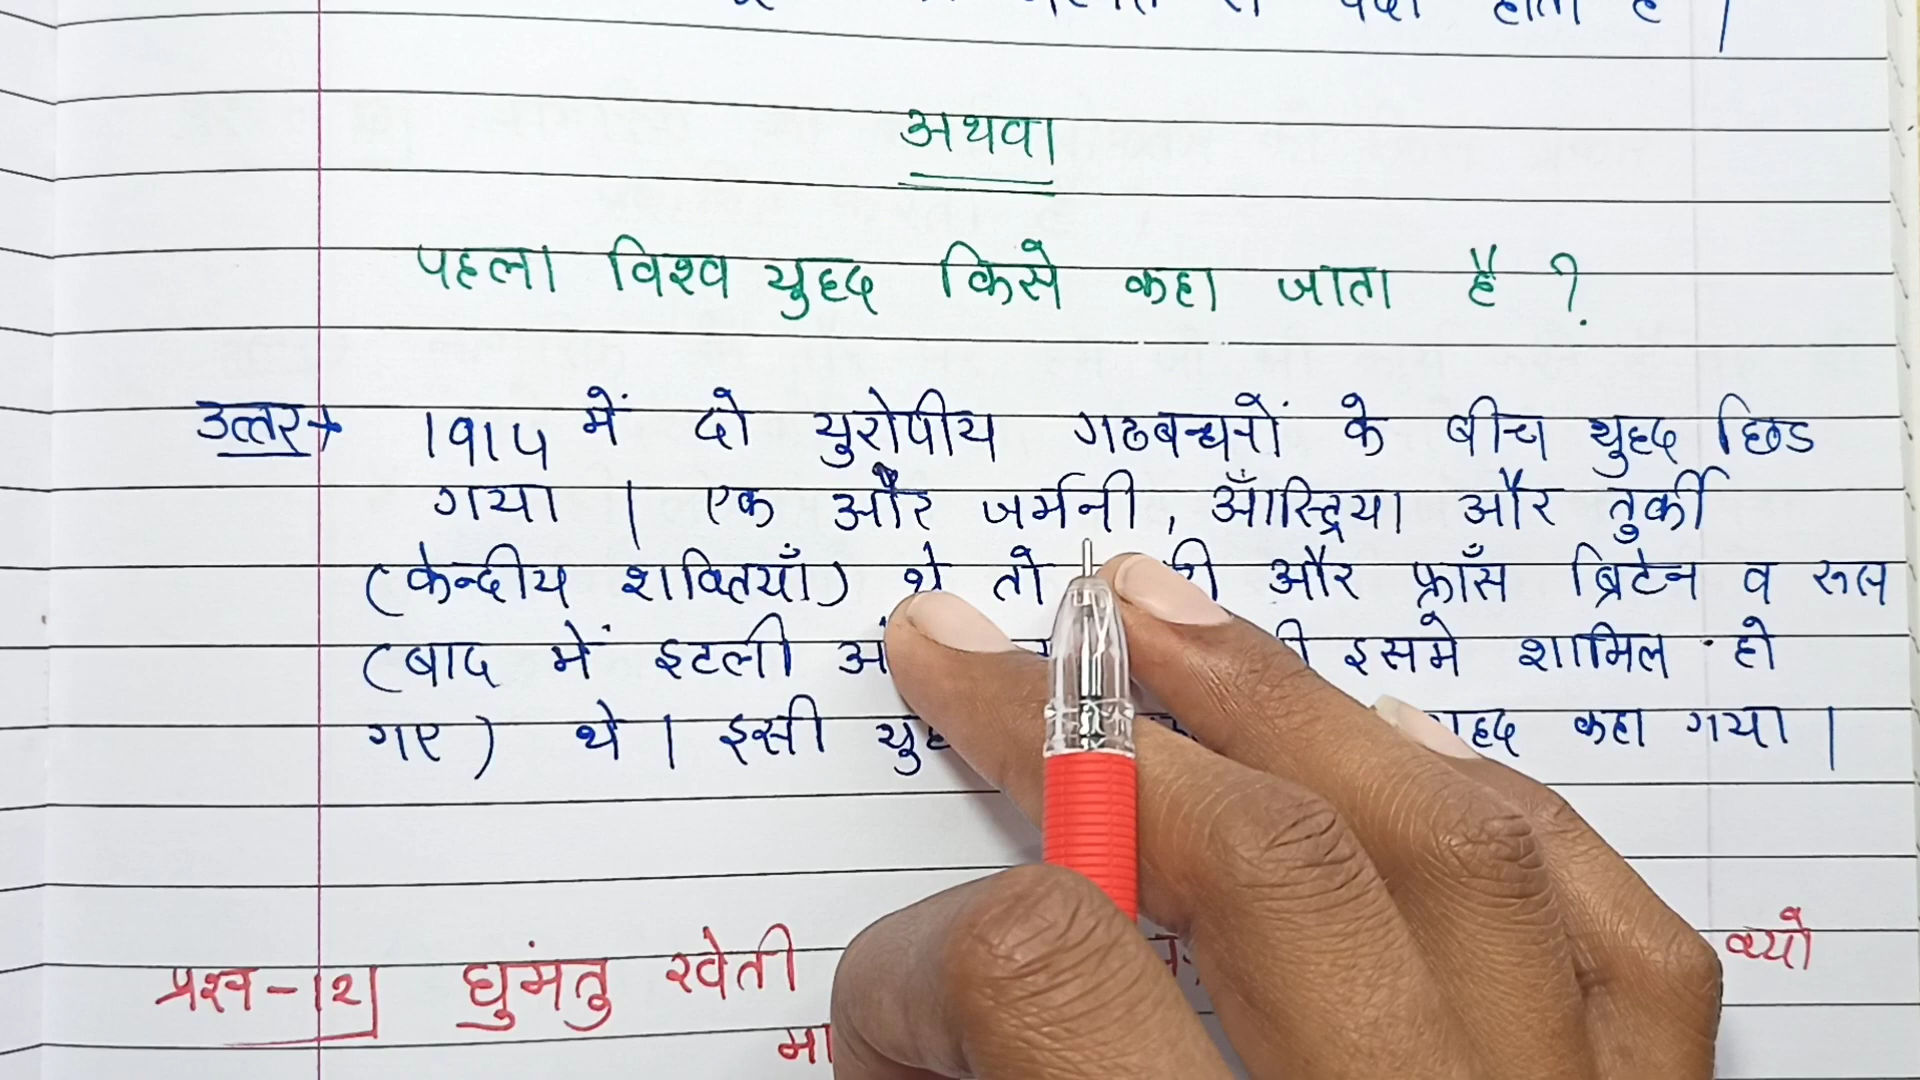 पैदा होता है |
अथवा
पहला विश्व युद्ध किसे कहा जाता है ?
उत्तर→ 1914 में दो युरोपीय गठबन्धनों के बीच युद्ध छिड
गया | एक और जर्मनी, आँस्ट्रिया और तुर्की
(केन्द्रीय शक्तियाँ) थे तो और फ्राँस ब्रिटेन व रूस
(बाद में इटली इसमे शामिल हो
गए) थे | इसी कहा गया |
प्रश्न-12] घुमंतु खेती क्यो